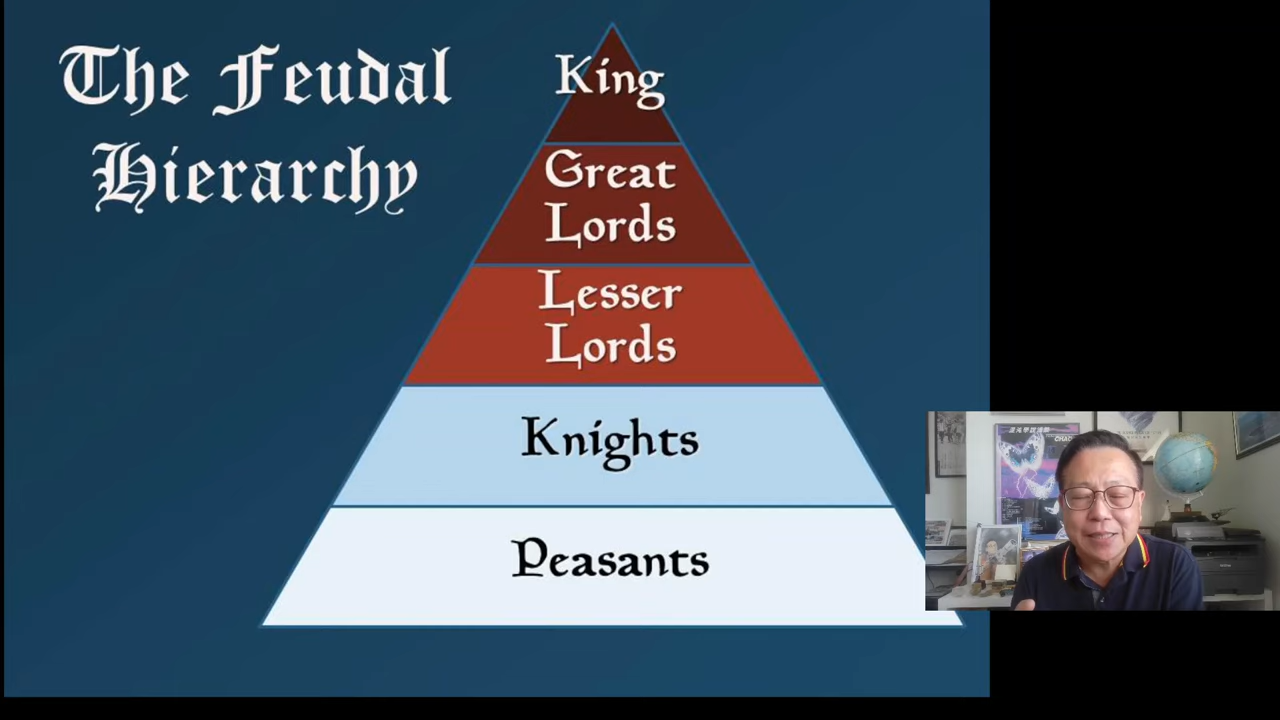 The Feudal
Hierarchy
King
Great
Lords
Lesser
Lords
Knights
Peasants